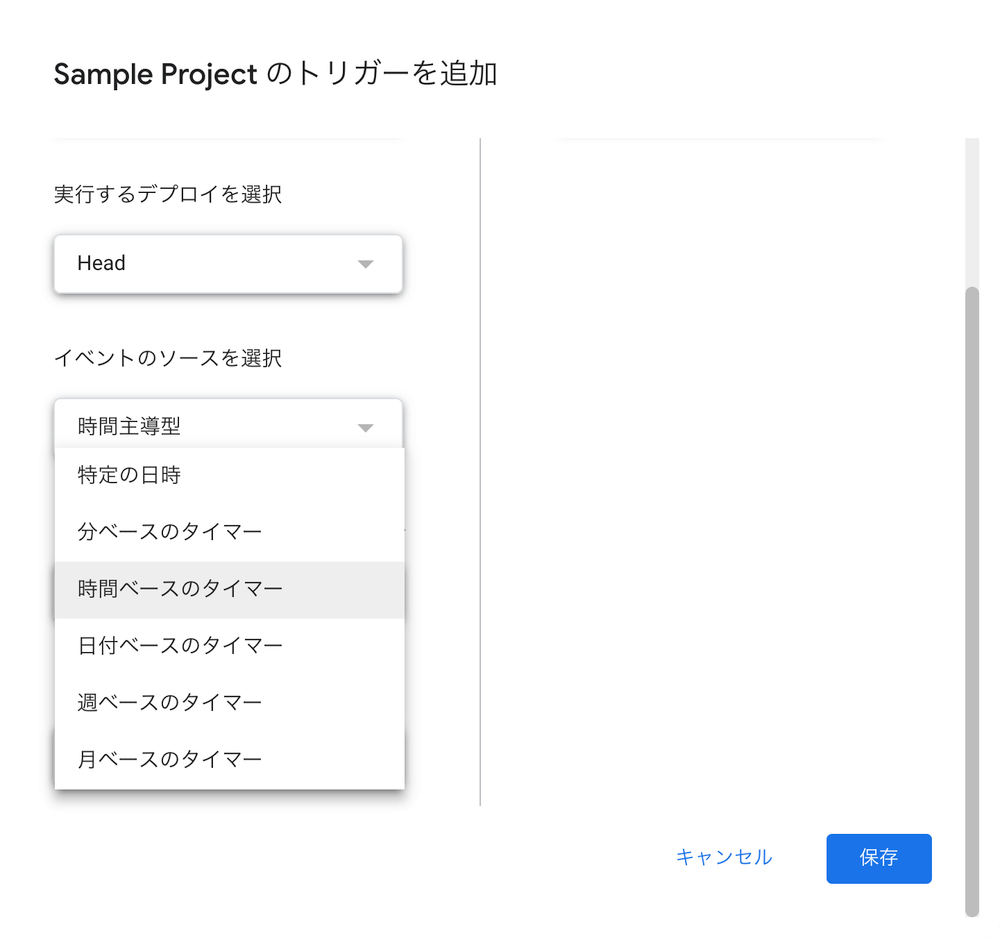 Sample Project のトリガーを追加
実行するデプロイを選択
Head
イベントのソースを選択
時間主導型
特定の日時
分ベースのタイマー
時間ベースのタイマー
日付ベースのタイマー
週ベースのタイマー
月ベースのタイマー
キャンセル
保存